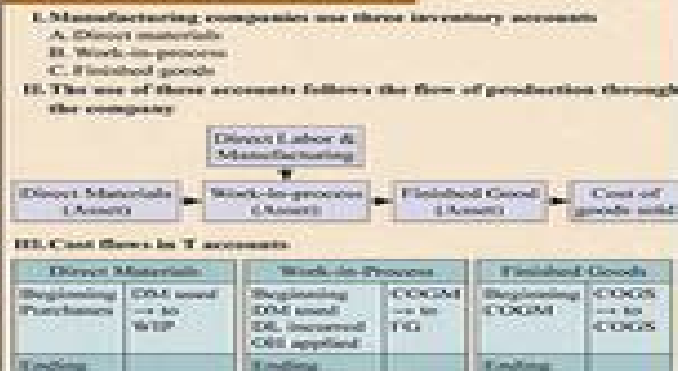 I. Manufacturing companies use three inventory accounts
A. Direct materials
B. Work-in-process
C. Finished goods
II. The use of these accounts follows the flow of production through
the company
Direct Labor &
Manufacturing
Direct Materials
(Asset)
Work-in-process
(Asset)
Finished Good
(Asset)
Cost of
goods sold
III. Cost flows in T accounts
Direct Materials
Beginning
Purchases
DM used
→ to
WIP
Ending
Work-in-Process
Beginning
DM used
DL incurred
OH applied
COGM
→ to
FG
Ending
Finished Goods
Beginning
COGM
COGS
→ to
COGS
Ending